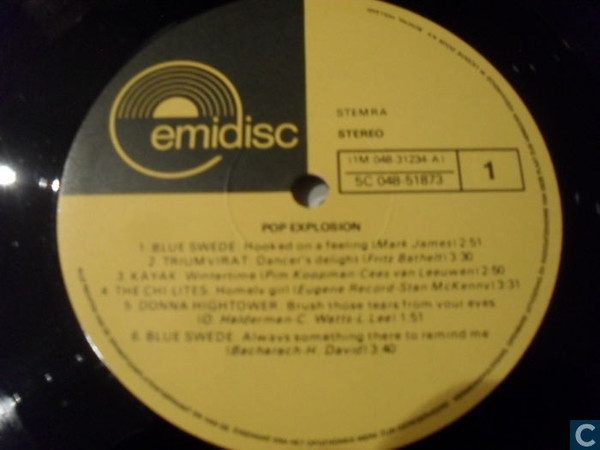 emidisc
STEMRA
STEREO
(1M 048-31234-A)
5C 048-51873
1
POP EXPLOSION
1. BLUE SWEDE: Hooked on a feeling (Mark James) 2:51
2. TRIUMVIRAT: Dancer's delight (Fritz Bathelt) 3:30
3. KAYAK: Wintertime (Pim Koopman Cees van Leeuwen) 2:50
4. THE CHI LITES: Homely girl (Eugene Record-Stan McKenny) 3:31
5. DONNA HIGHTOWER: Brush those tears from your eyes
(O. Halderman-C. Watts-L. Lee) 1:51
6. BLUE SWEDE: Always something there to remind me
(Bacharach-H. David) 3:40
C